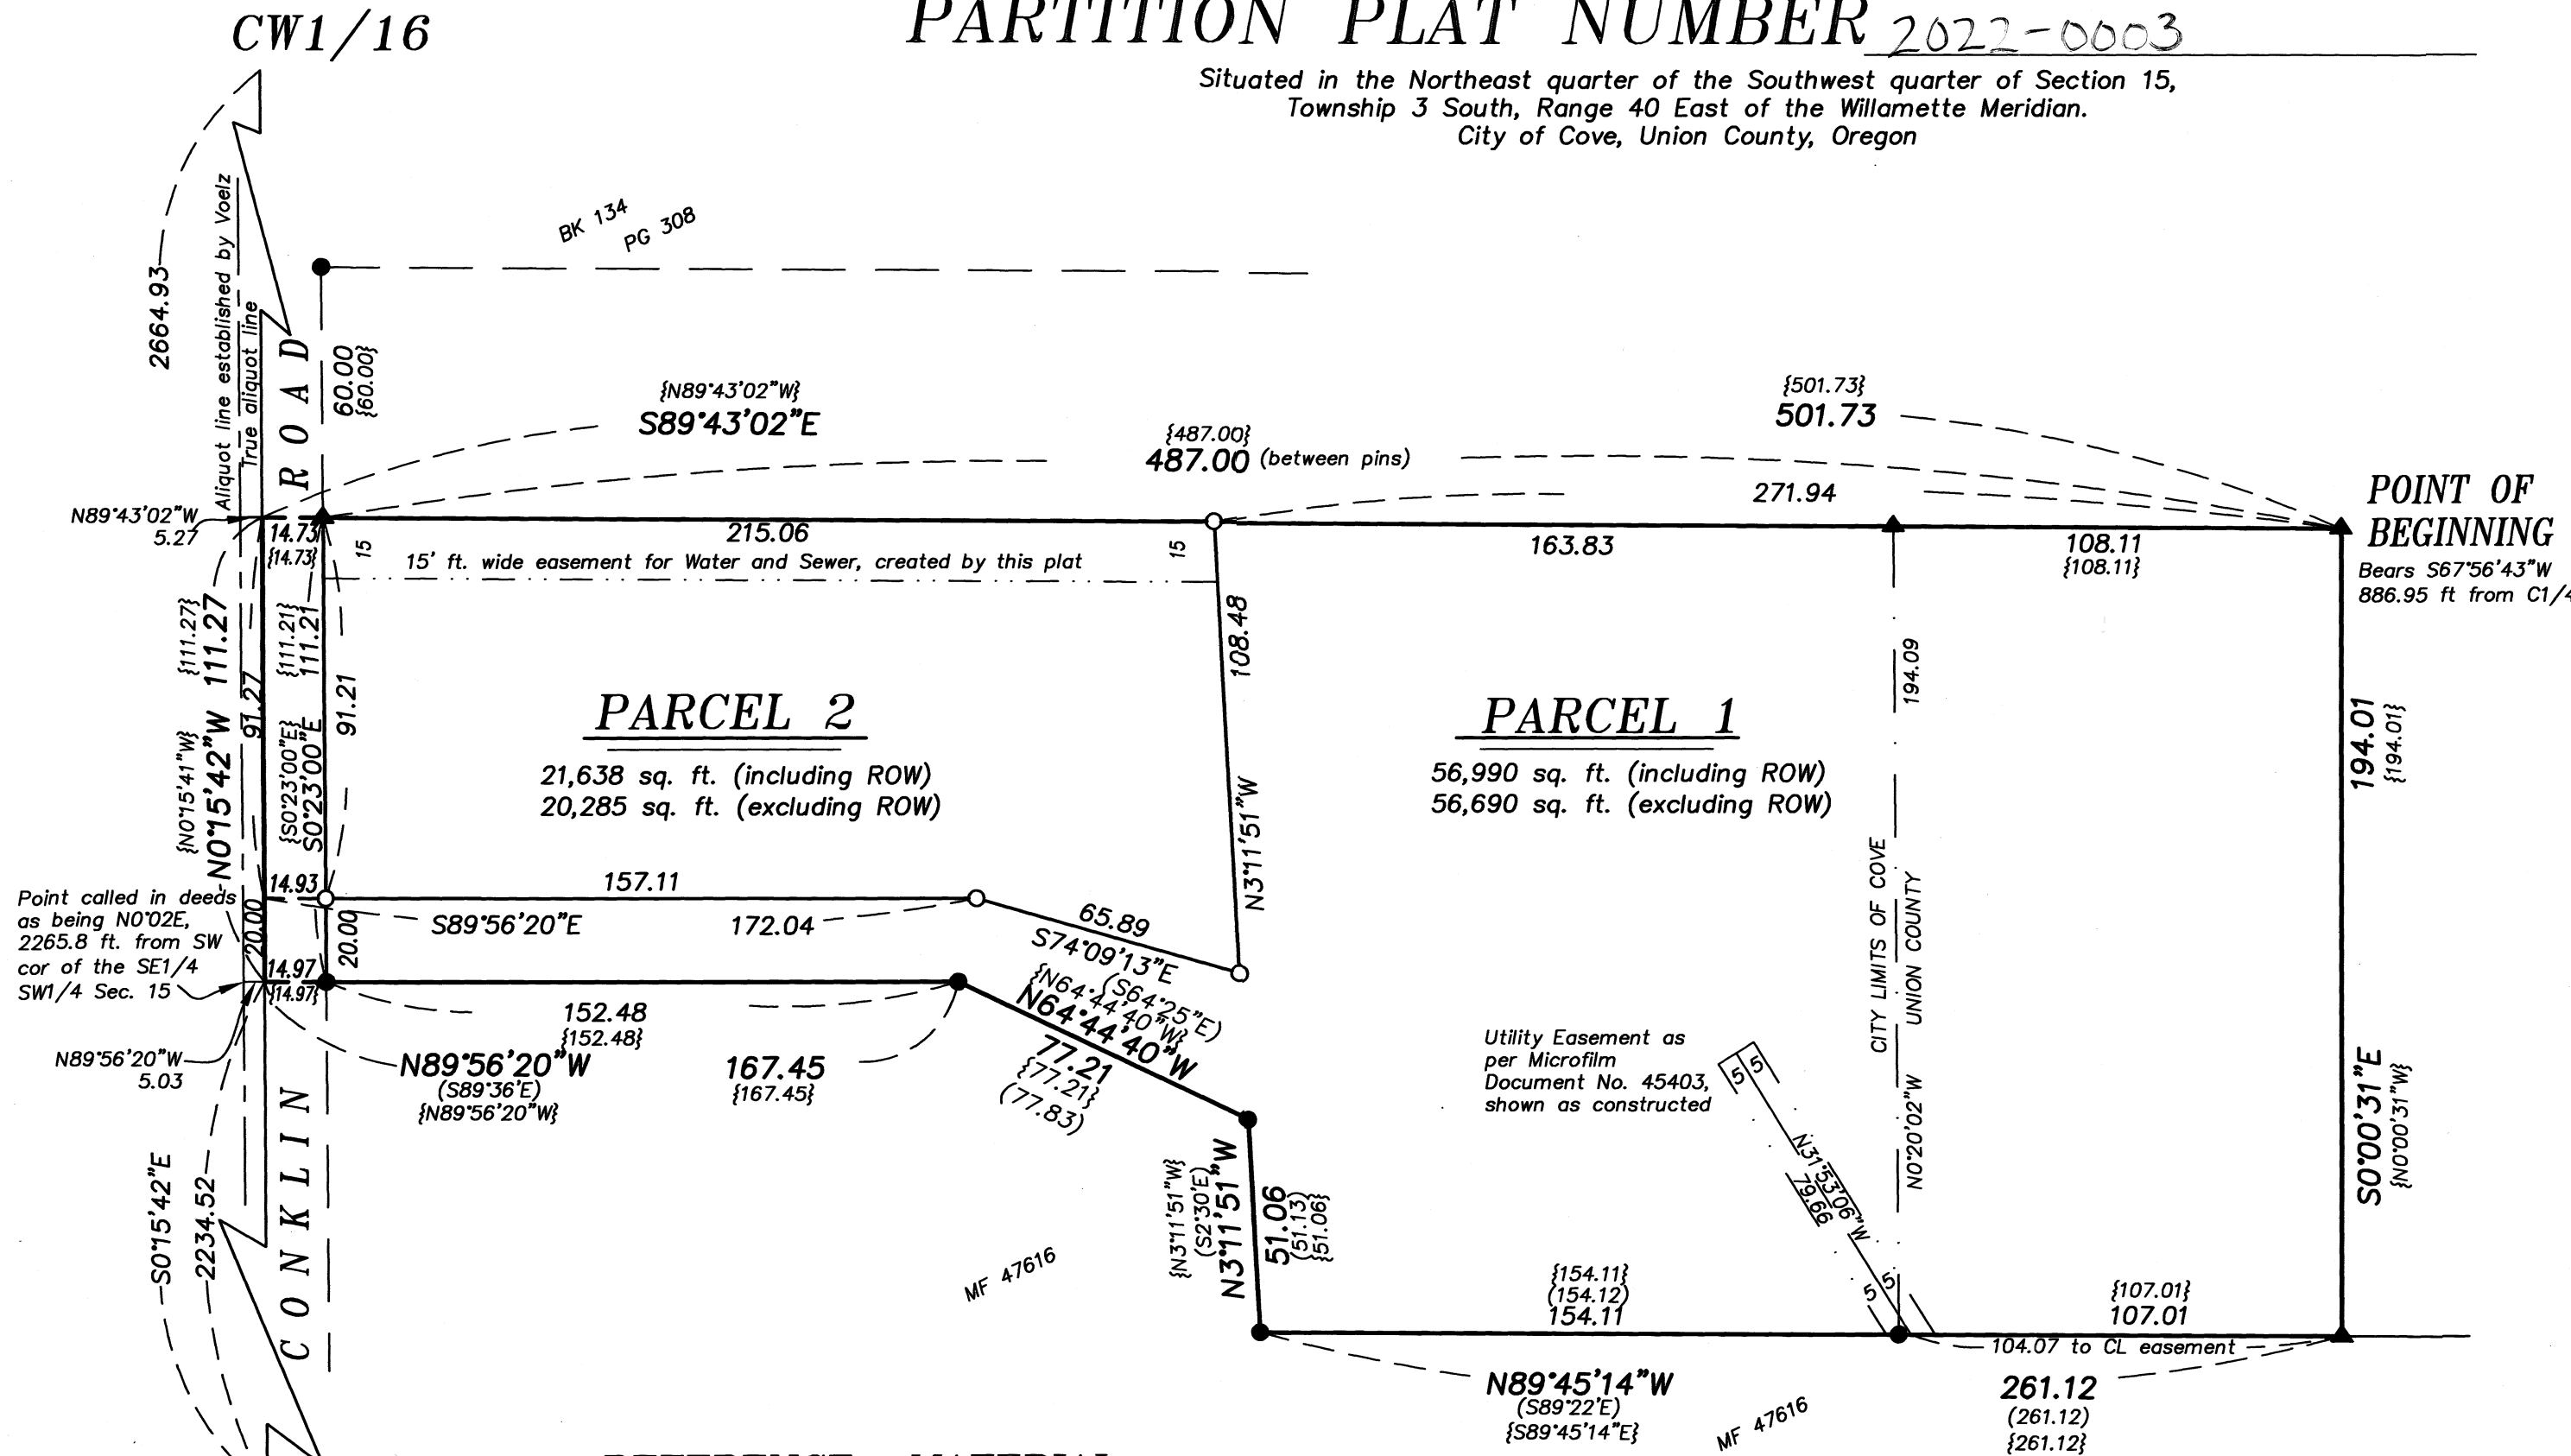 CW1/16
PARTITION PLAT NUMBER 2022-0003
Situated in the Northeast quarter of the Southwest quarter of Section 15,
Township 3 South, Range 40 East of the Willamette Meridian.
City of Cove, Union County, Oregon
2664.93
Aliquot line established by Voelz
True aliquot line
BK 134
PG 308
ROAD
60.00
{60.00}
{N89°43'02"W}
S89°43'02"E
{487.00}
487.00 (between pins)
{501.73}
501.73
271.94
POINT OF
BEGINNING
Bears S67°56'43"W
886.95 ft from C1/4
N89°43'02"W
5.27
14.73
{14.73}
15
215.06
15
163.83
108.11
{108.11}
15' ft. wide easement for Water and Sewer, created by this plat
{N0°15'41"W} {111.27}
N0°15'42"W 111.27
91.27
{S0°23'00"E} {111.21}
S0°23'00"E 111.21
91.21
108.48
N3°11'51"W
PARCEL 2
21,638 sq. ft. (including ROW)
20,285 sq. ft. (excluding ROW)
PARCEL 1
56,990 sq. ft. (including ROW)
56,690 sq. ft. (excluding ROW)
194.09
CITY LIMITS OF COVE
UNION COUNTY
N0°20'02"W
194.01
{194.01}
S0°00'31"E
{N0°00'31"W}
Point called in deeds
as being N0°02E,
2265.8 ft. from SW
cor of the SE1/4
SW1/4 Sec. 15
20.00
14.93
157.11
S89°56'20"E
172.04
20.00
14.97
{14.97}
65.89
S74°09'13"E
(S64°25"E)
{N64°44'40"W}
N64°44'40"W
77.21
{77.21}
(77.83)
152.48
{152.48}
N89°56'20"W
(S89°36'E)
{N89°56'20"W}
167.45
{167.45}
N89°56'20"W
5.03
CONKLIN
S0°15'42"E
2234.52
{N3°11'51"W}
(S2°30'E)
N3°11'51"W
51.06
(51.13)
{51.06}
MF 47616
Utility Easement as
per Microfilm
Document No. 45403,
shown as constructed
5
5
N31°53'06"W
79.66
5
5
{154.11}
(154.12)
154.11
{107.01}
107.01
104.07 to CL easement
N89°45'14"W
(S89°22'E)
{S89°45'14"E}
MF 47616
261.12
(261.12)
{261.12}